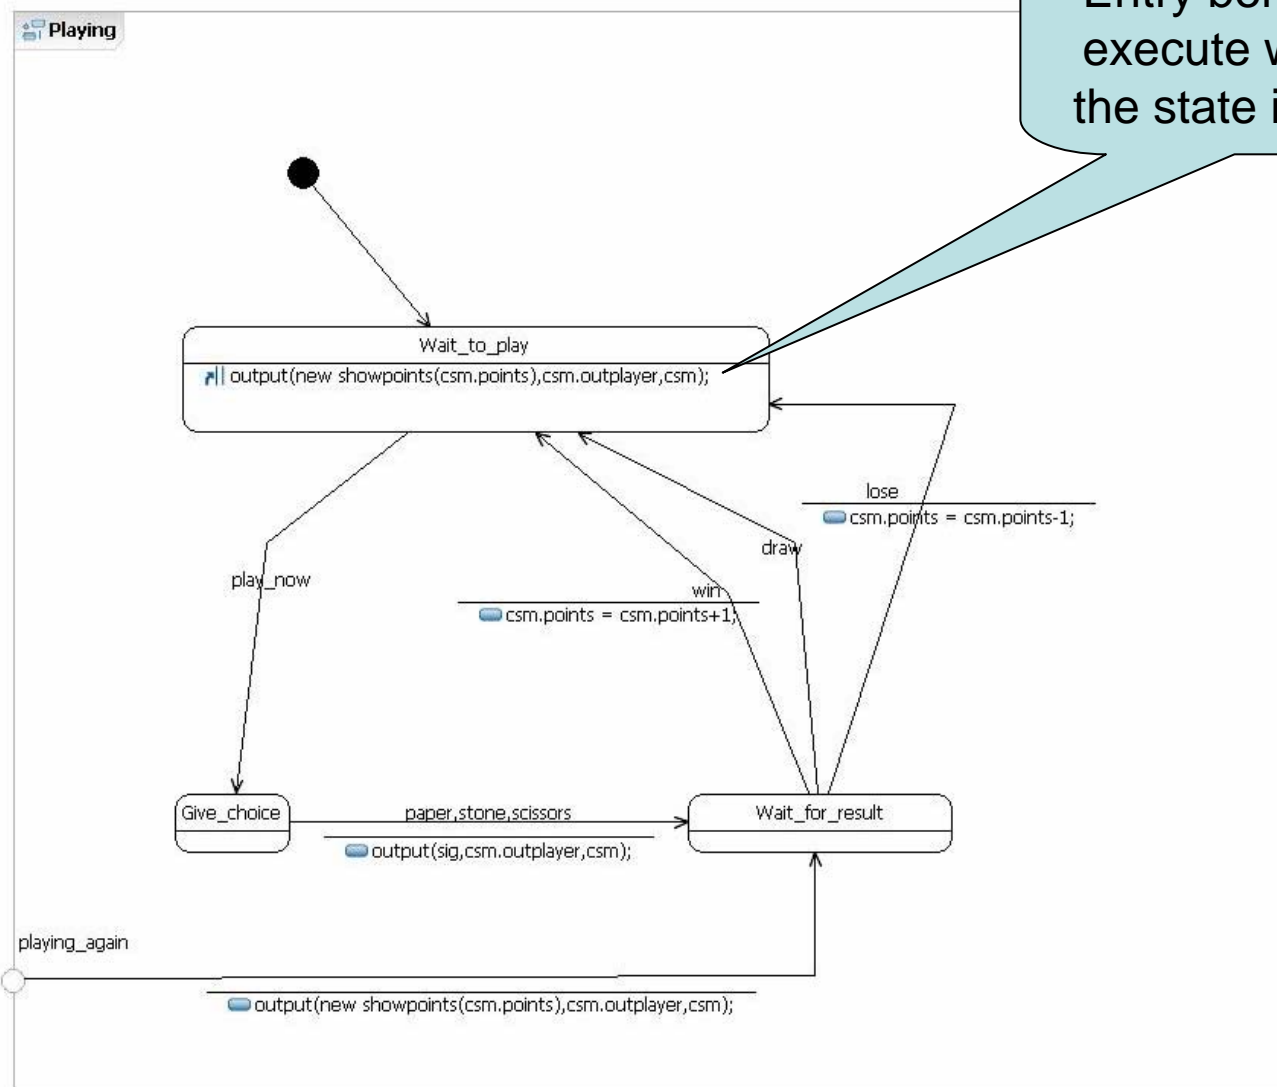 Playing
Entry
execute
the state
Wait_to_play
output(new showpoints(csm.points),csm.outplayer,csm);
lose
csm.points = csm.points-1;
draw
play_now
win
csm.points = csm.points+1;
Give_choice
paper,stone,scissors
Wait_for_result
output(sig,csm.outplayer,csm);
playing_again
output(new showpoints(csm.points),csm.outplayer,csm);